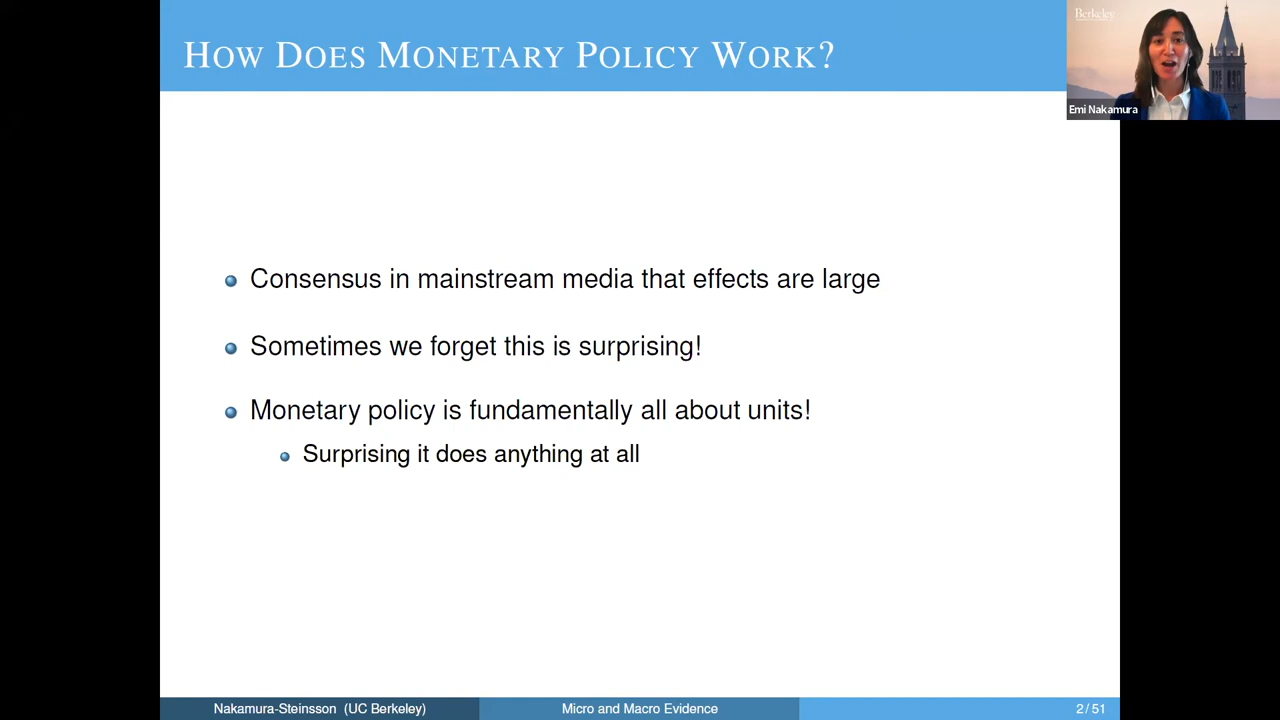 HOW DOES MONETARY POLICY WORK?
Berkeley
Emi Nakamura
Consensus in mainstream media that effects are large
Sometimes we forget this is surprising!
Monetary policy is fundamentally all about units!
Surprising it does anything at all
Nakamura-Steinsson (UC Berkeley)
Micro and Macro Evidence
2/51